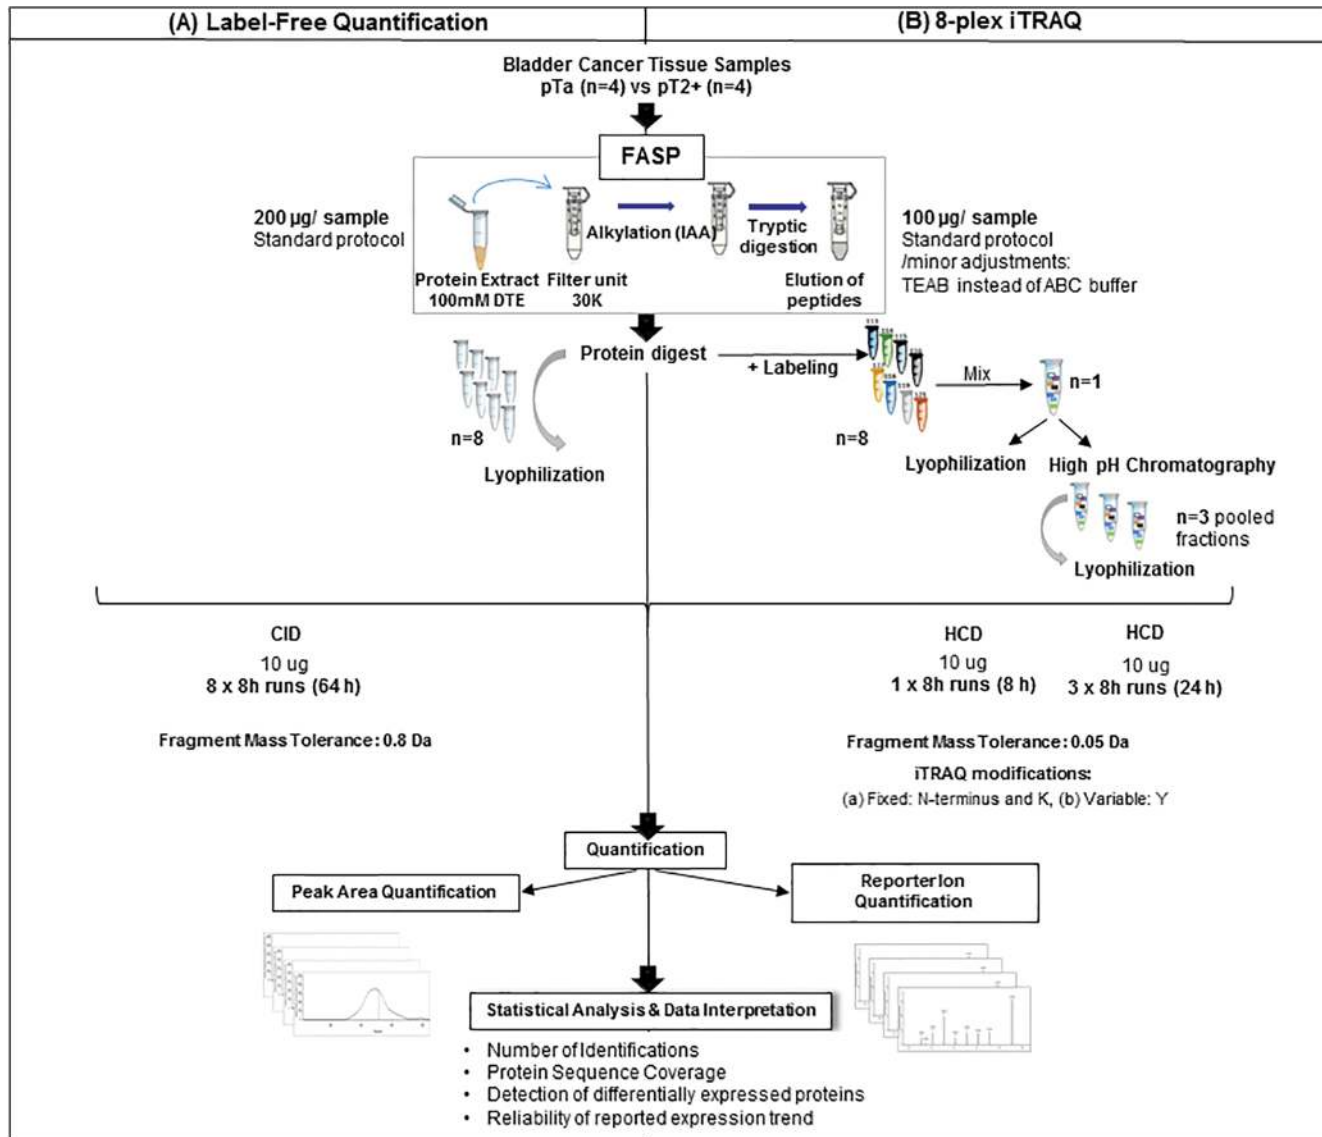 (A) Label-Free Quantification
(B) 8-plex iTRAQ
Bladder Cancer Tissue Samples
pTa (n=4) vs pT2+ (n=4)
FASP
200 µg/ sample
Standard protocol
Alkylation (IAA)
Tryptic
digestion
Protein Extract
100mM DTE
Filter unit
30K
Elution of
peptides
100 µg/ sample
Standard protocol
/minor adjustments:
TEAB instead of ABC buffer
Protein digest
+ Labeling
Mix
n=1
n=8
n=8
Lyophilization
Lyophilization
High pH Chromatography
n=3 pooled
fractions
Lyophilization
CID
10 ug
8 x 8h runs (64 h)
HCD
10 ug
1 x 8h runs (8 h)
HCD
10 ug
3 x 8h runs (24 h)
Fragment Mass Tolerance: 0.8 Da
Fragment Mass Tolerance: 0.05 Da
iTRAQ modifications:
(a) Fixed: N-terminus and K, (b) Variable: Y
Quantification
Peak Area Quantification
Reporter Ion
Quantification
Statistical Analysis & Data Interpretation
• Number of Identifications
• Protein Sequence Coverage
• Detection of differentially expressed proteins
• Reliability of reported expression trend